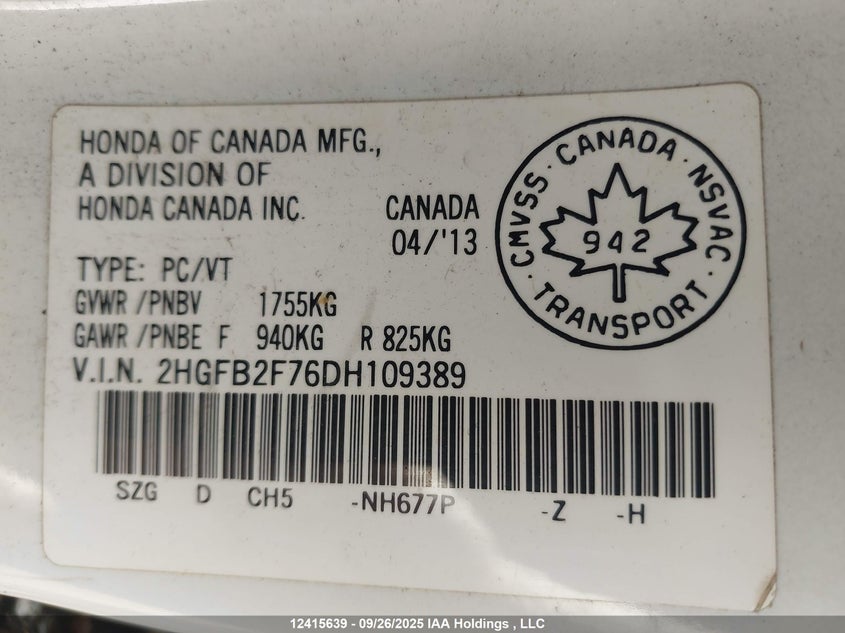 HONDA OF CANADA MFG.,
A DIVISION OF
HONDA CANADA INC.
CANADA
04/'13
TYPE: PC/VT
GVWR /PNBV 1755KG
GAWR /PNBE F 940KG R 825KG
V.I.N. 2HGFB2F76DH109389
SZG D CH5 -NH677P -Z -H
CMVSS · CANADA · NSVAC · TRANSPORT ·
942
12415639 - 09/26/2025 IAA Holdings , LLC